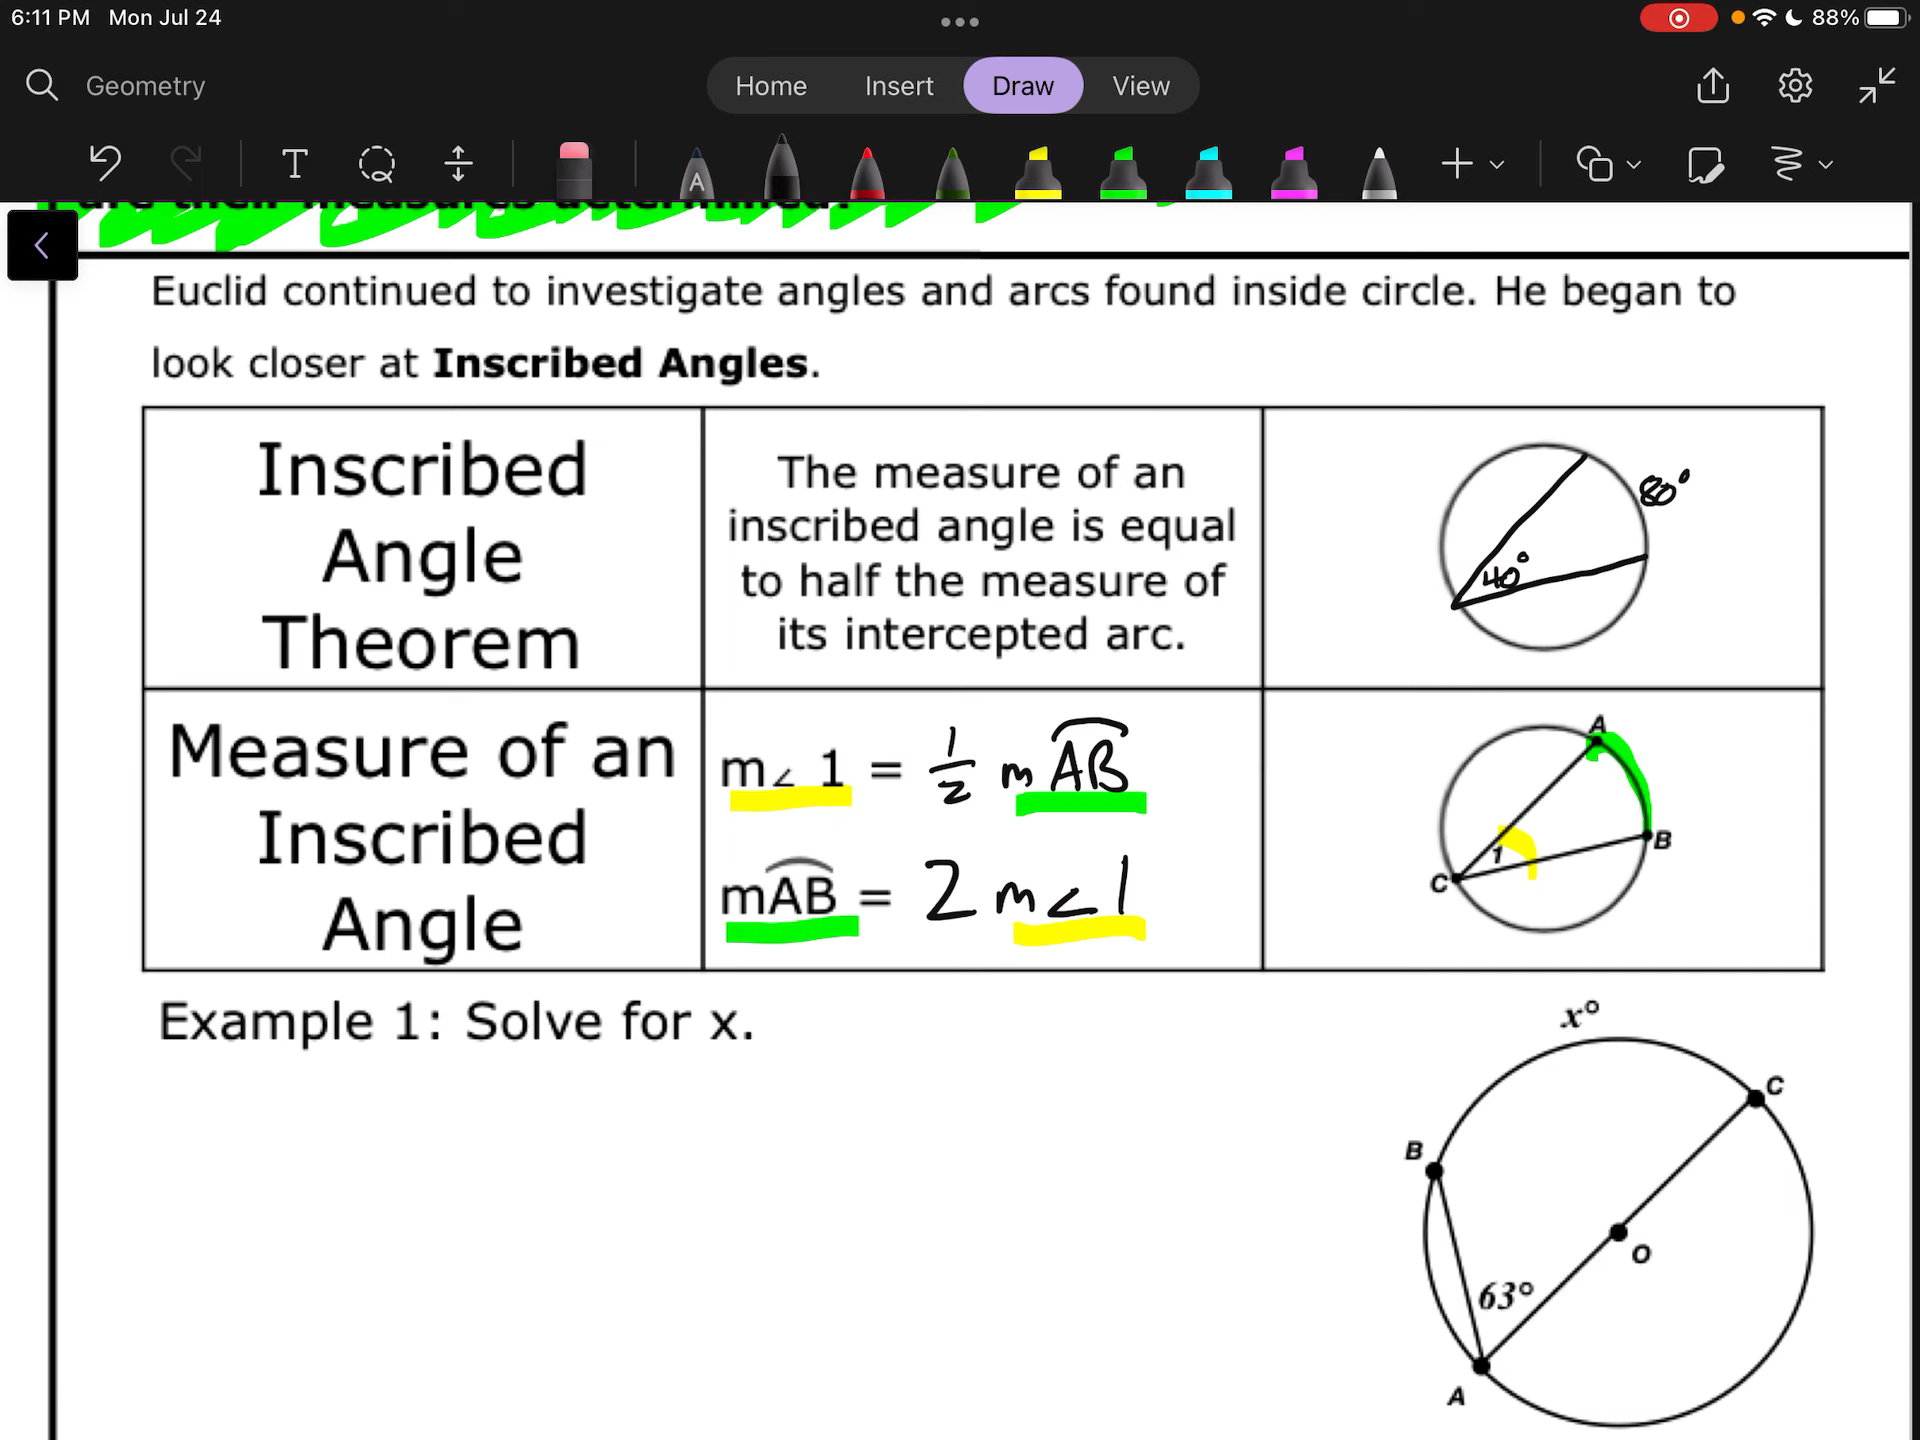 6:11 PM Mon Jul 24
88%
Geometry
Home Insert Draw View
T
A
Euclid continued to investigate angles and arcs found inside circle. He began to
look closer at Inscribed Angles.
Inscribed
Angle
Theorem
The measure of an
inscribed angle is equal
to half the measure of
its intercepted arc.
80°
40°
Measure of an
Inscribed
Angle
m∠ 1 = 1/2 m AB
mAB = 2 m∠1
A
B
1
C
Example 1: Solve for x.
x°
C
B
O
63°
A